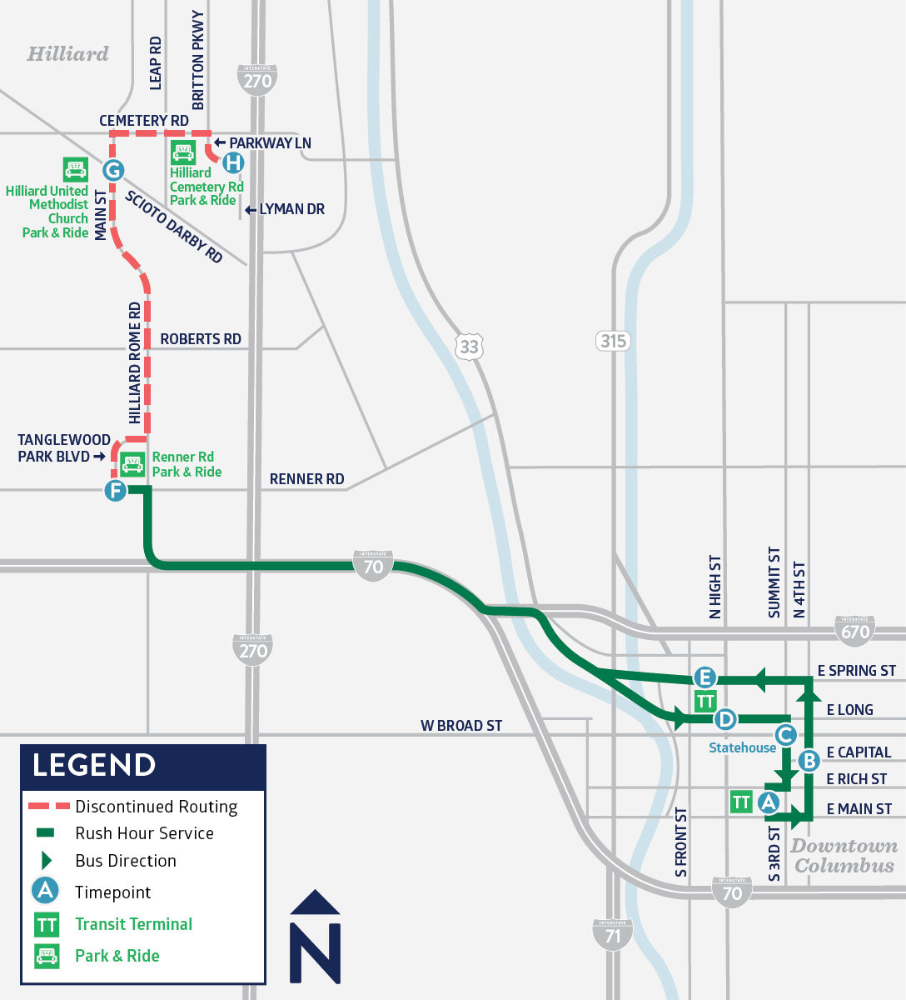 Hilliard
LEAP RD
BRITTON PKWY
INTERSTATE
270
CEMETERY RD
PARKWAY LN
H
G
Hilliard
Cemetery Rd
Park & Ride
Hilliard United
Methodist
Church
Park & Ride
MAIN ST
SCIOTO DARBY RD
LYMAN DR
HILLIARD ROME RD
ROBERTS RD
33
315
TANGLEWOOD
PARK BLVD
Renner Rd
Park & Ride
F
RENNER RD
INTERSTATE
70
N HIGH ST
SUMMIT ST
N 4TH ST
INTERSTATE
670
INTERSTATE
270
E SPRING ST
E
TT
E LONG
D
W BROAD ST
C
Statehouse
E CAPITAL
B
E RICH ST
TT
A
E MAIN ST
S FRONT ST
S 3RD ST
Downtown
Columbus
INTERSTATE
70
INTERSTATE
71
LEGEND
Discontinued Routing
Rush Hour Service
Bus Direction
A
Timepoint
TT
Transit Terminal
Park & Ride
N